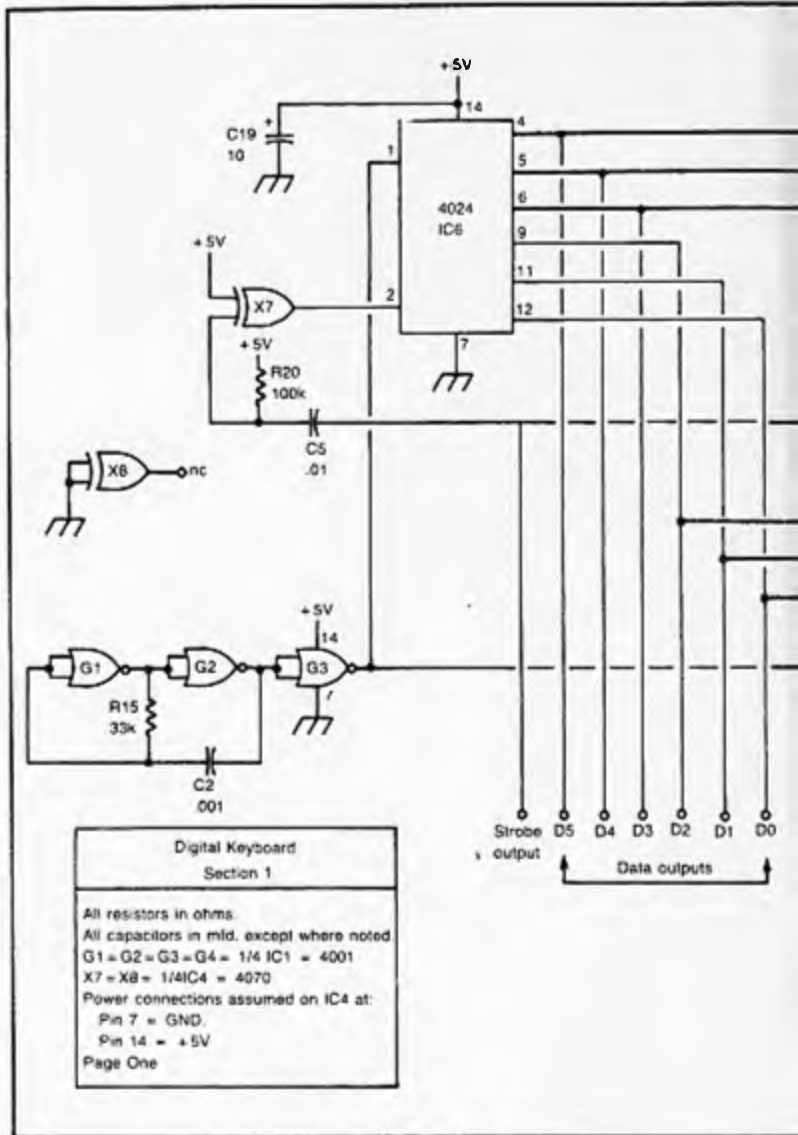 +5V
14
C19
10
+
1
4
5
6
9
11
12
4024
IC6
+5V
X7
2
7
+5V
R20
100k
C5
.01
X8
nc
+5V
14
G1
G2
G3
R15
33k
C2
.001
Strobe
output
D5
D4
D3
D2
D1
D0
Data outputs
Digital Keyboard
Section 1
All resistors in ohms.
All capacitors in mfd. except where noted
G1 = G2 = G3 = G4 = 1/4 IC1 = 4001
X7 = X8 = 1/4IC4 = 4070
Power connections assumed on IC4 at:
Pin 7 = GND.
Pin 14 = +5V
Page One